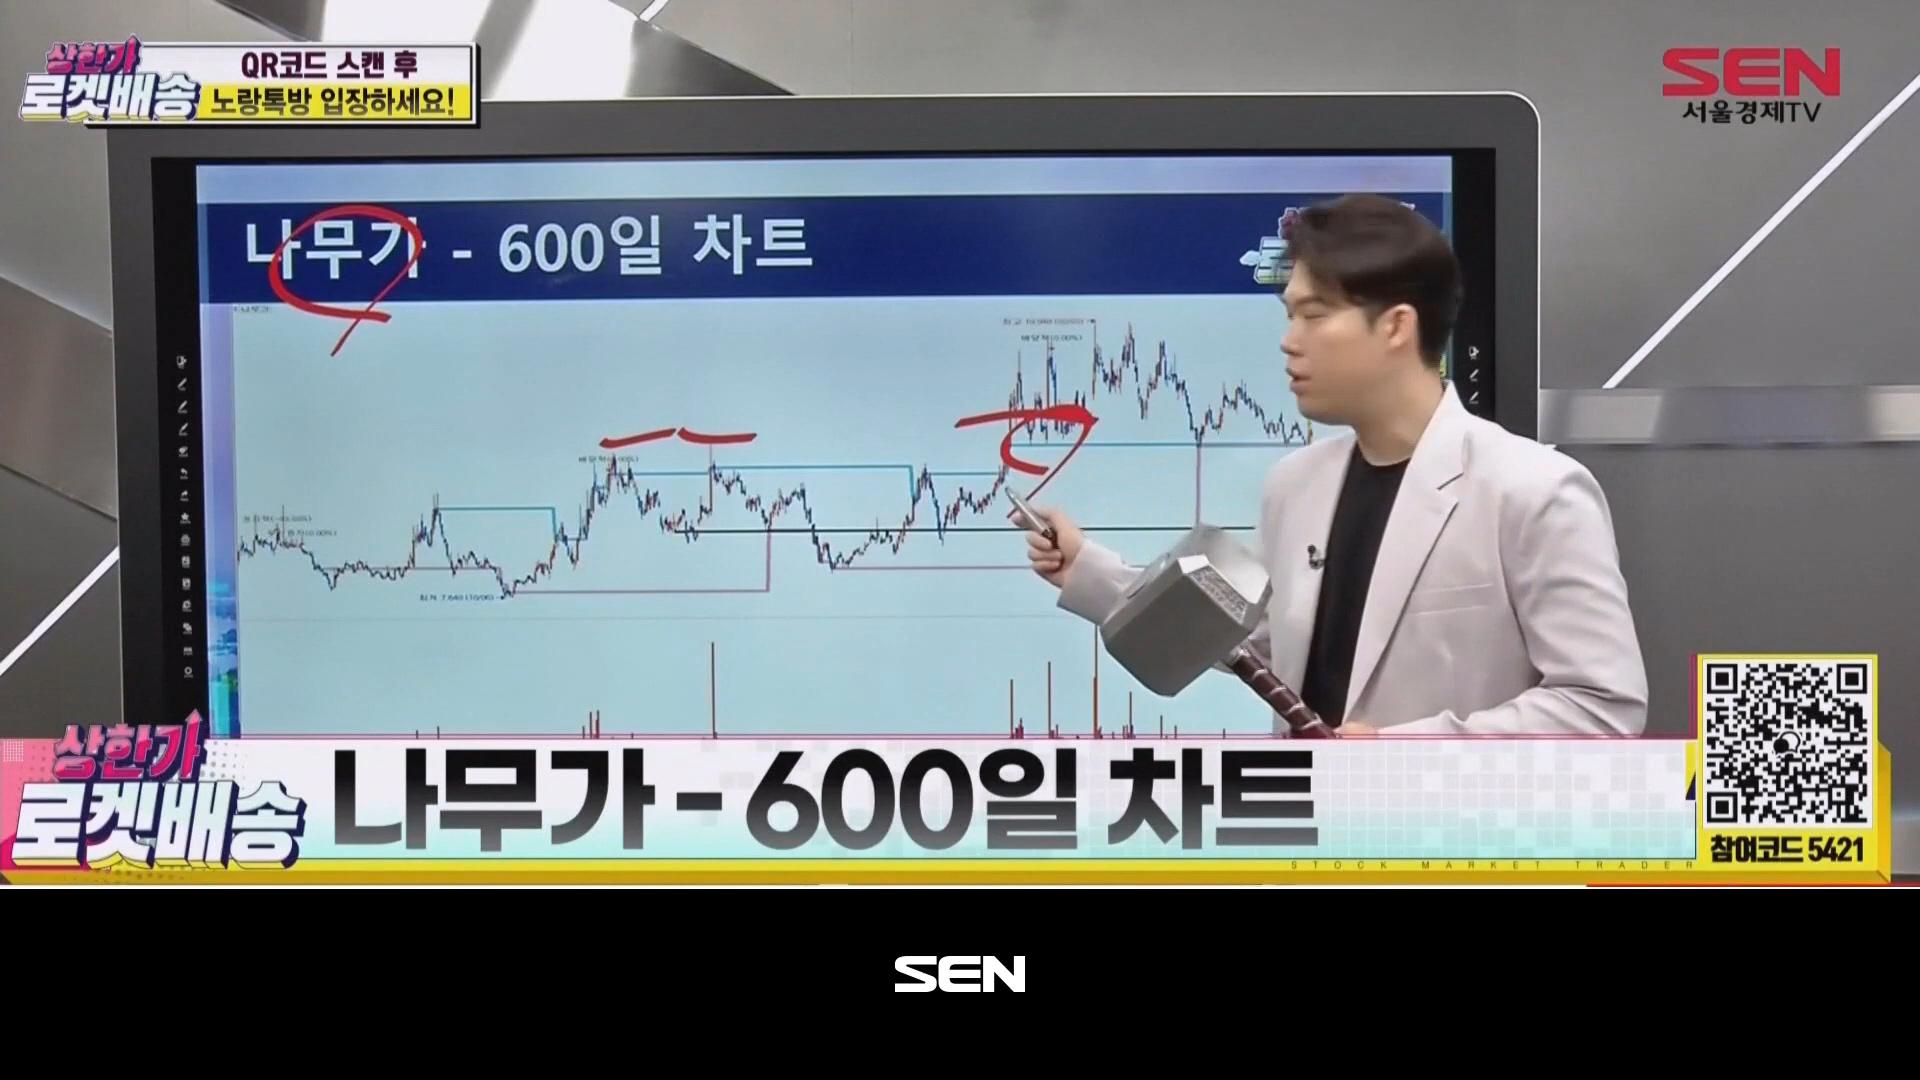 상한가
로켓배송
QR코드 스캔 후
노랑톡방 입장하세요!
SEN
서울경제TV
나무가 - 600일 차트
상한가
로켓배송
나무가 - 600일 차트
STOCK MARKET TRADER
참여코드 5421
SEN